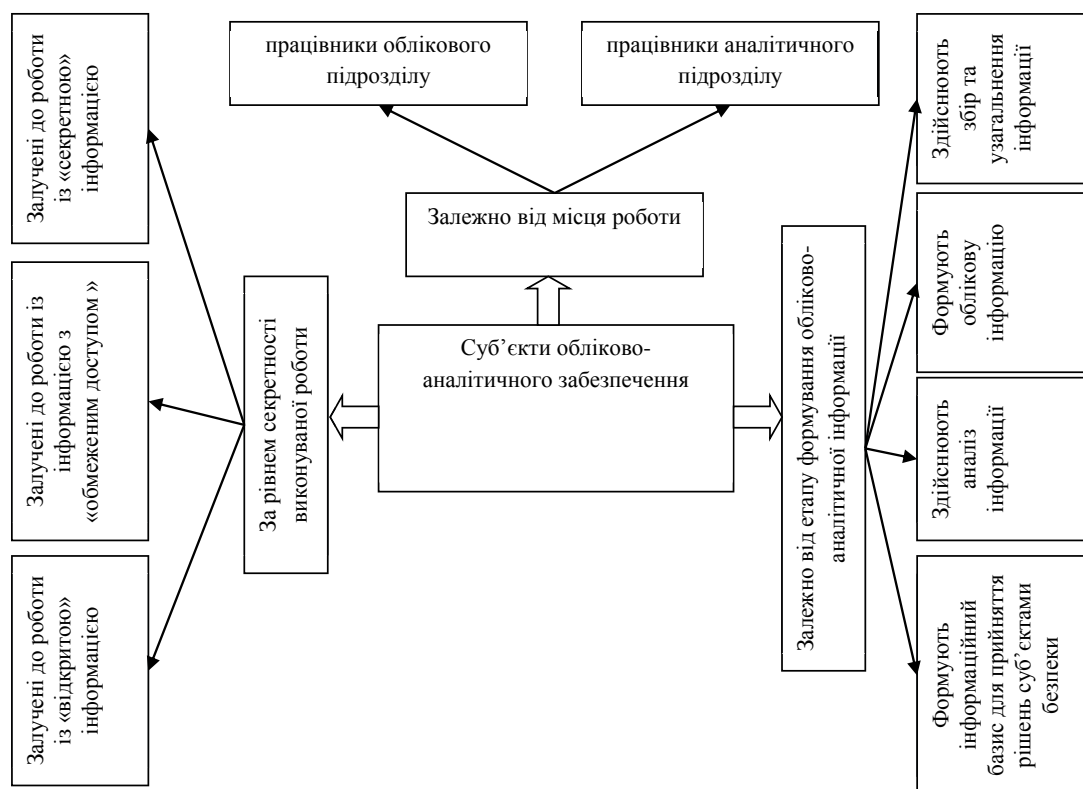 Залучені до роботи
із «секретною»
інформацією
працівники облікового
підрозділу
працівники аналітичного
підрозділу
Здійснюють
збір та
узагальнення
інформації
Залежно від місця роботи
Залучені до роботи із
інформацією з
«обмеженим доступом »
За рівнем секретності
виконуваної роботи
Суб’єкти обліково-
аналітичного забезпечення
Залежно від етапу формування обліково-
аналітичної інформації
Формують
облікову
інформацію
Здійснюють
аналіз
інформації
Залучені до роботи
із «відкритою»
інформацією
Формують
інформаційний
базис для прийняття
рішень суб’єктами
безпеки